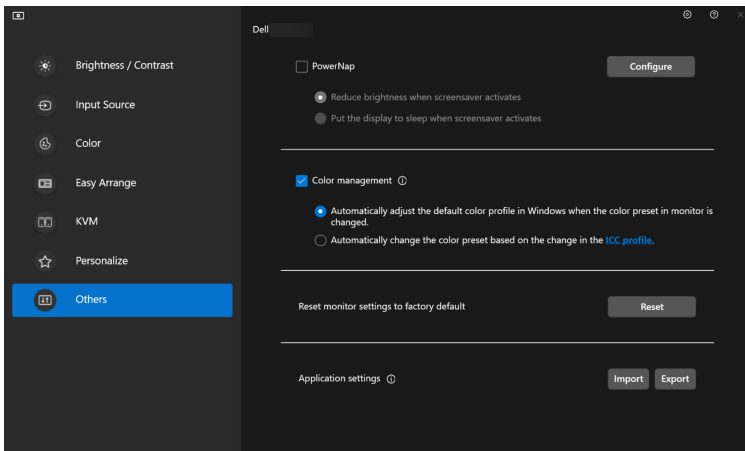 Dell
Brightness / Contrast
Input Source
Color
Easy Arrange
KVM
Personalize
Others
PowerNap
Configure
Reduce brightness when screensaver activates
Put the display to sleep when screensaver activates
Color management
Automatically adjust the default color profile in Windows when the color preset in monitor is
changed.
Automatically change the color preset based on the change in the ICC profile.
Reset monitor settings to factory default
Reset
Application settings
Import
Export